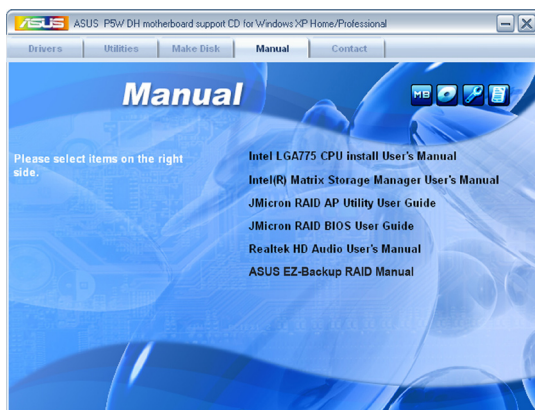 ASUS ASUS P5W DH motherboard support CD for Windows XP Home/Professional
Drivers Utilities Make Disk Manual Contact
Manual
MB
Please select items on the right
side.
Intel LGA775 CPU install User's Manual
Intel(R) Matrix Storage Manager User's Manual
JMicron RAID AP Utility User Guide
JMicron RAID BIOS User Guide
Realtek HD Audio User's Manual
ASUS EZ-Backup RAID Manual